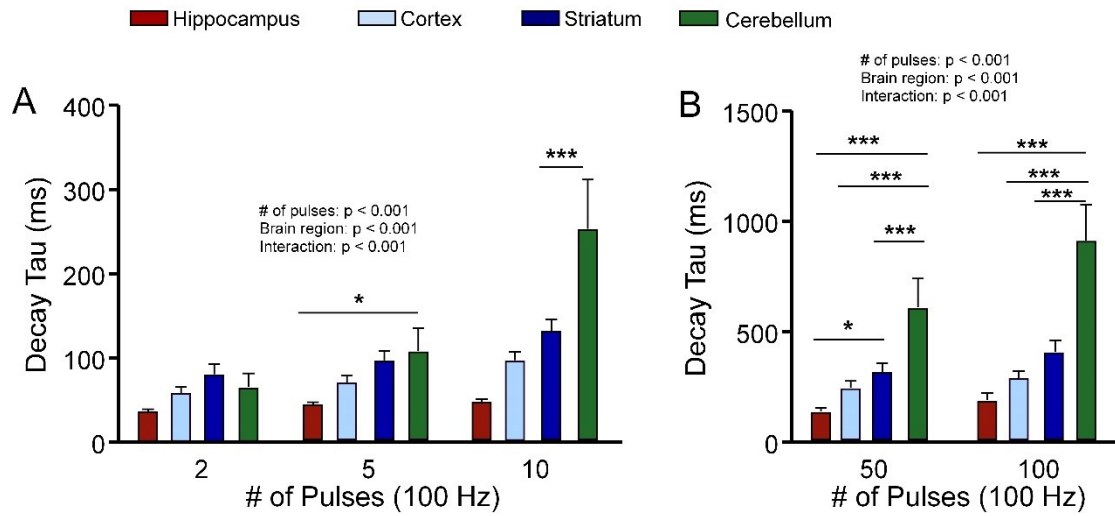 Hippocampus Cortex Striatum Cerebellum
A
400
300
200
100
0
Decay Tau (ms)
# of pulses: p < 0.001
Brain region: p < 0.001
Interaction: p < 0.001
*
***
2 5 10
# of Pulses (100 Hz)
B
# of pulses: p < 0.001
Brain region: p < 0.001
Interaction: p < 0.001
1500
1000
500
0
Decay Tau (ms)
*** ***
*** ***
*** ***
*
50 100
# of Pulses (100 Hz)